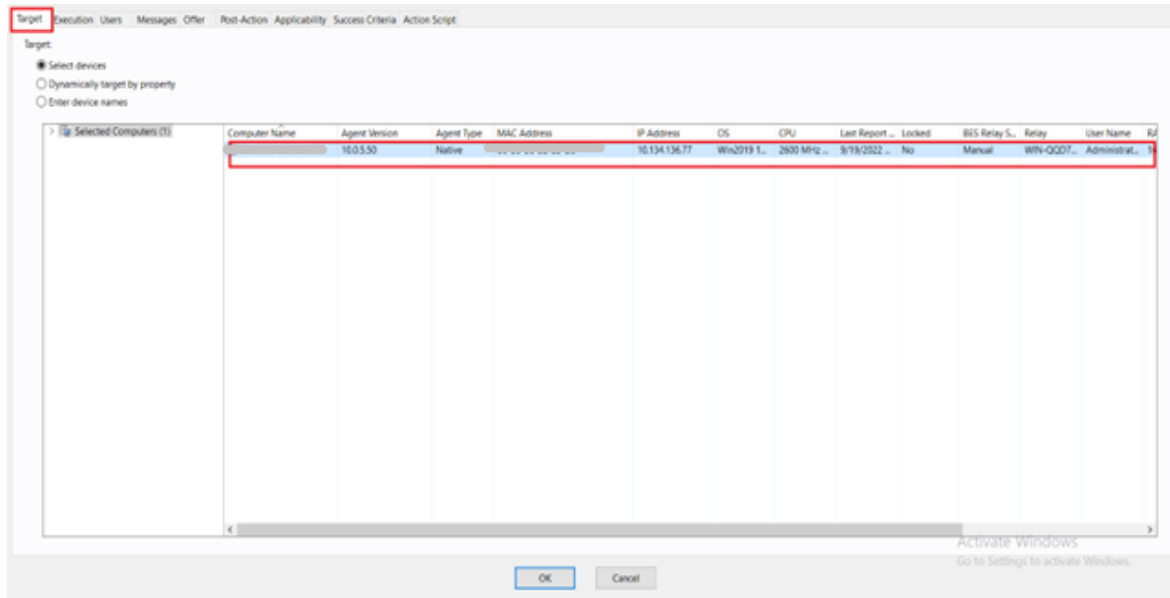 Target Execution Users Messages Offer Post-Action Applicability Success Criteria Action Script
Target:
Select devices
Dynamically target by property
Enter device names
Selected Computers (1)
Computer Name Agent Version Agent Type MAC Address IP Address OS CPU Last Report ... Locked BES Relay S... Relay User Name RA
10.0.5.50 Native 10.134.136.77 Win2019 1... 2600 MHz ... 9/19/2022 ... No Manual WIN-QQD7... Administrat... 16
Activate Windows
Go to Settings to activate Windows.
OK Cancel